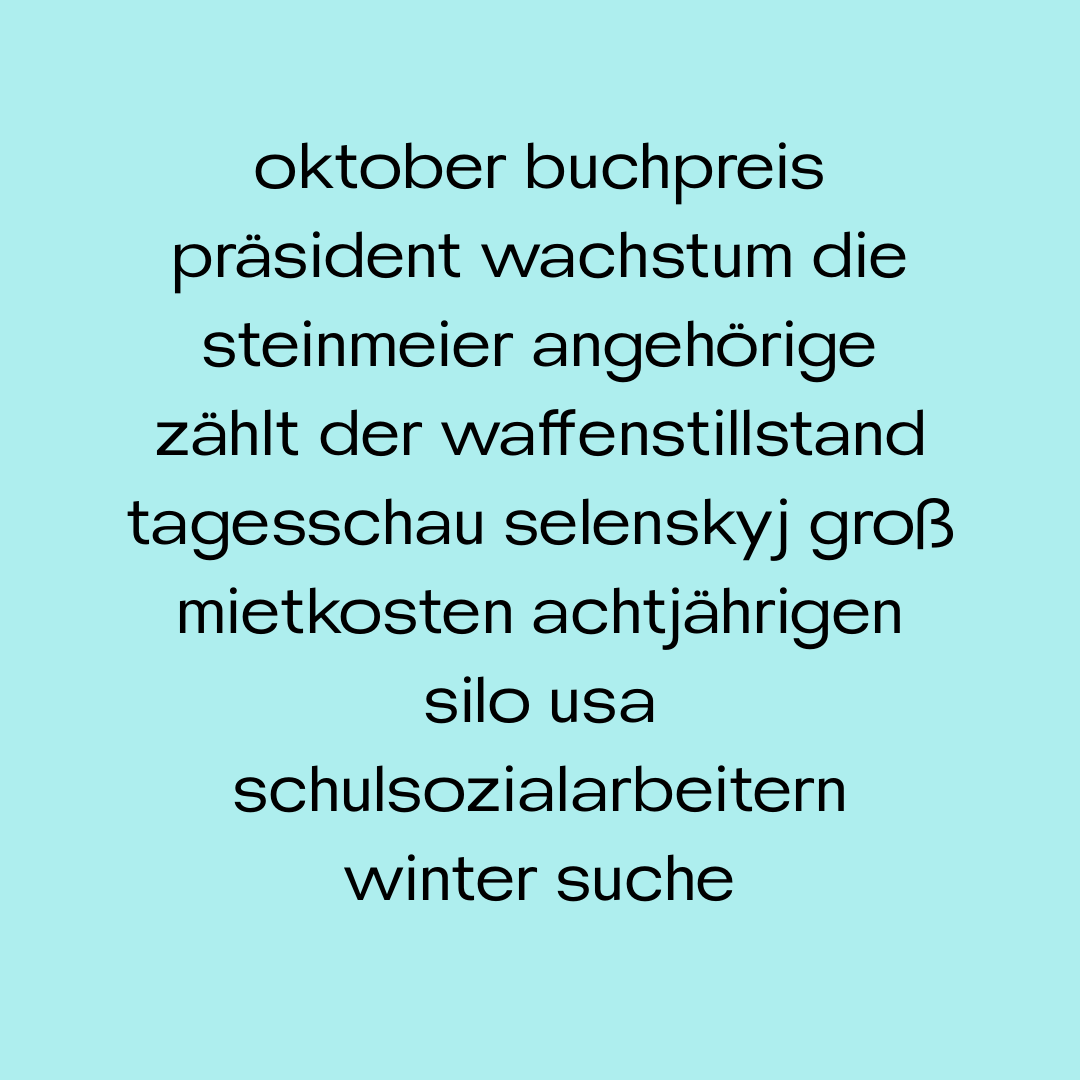 oktober buchpreis
präsident wachstum die
steinmeier angehörige
zählt der waffenstillstand
tagesschau selenskyj groß
mietkosten achtjährigen
silo usa
schulsozialarbeitern
winter suche